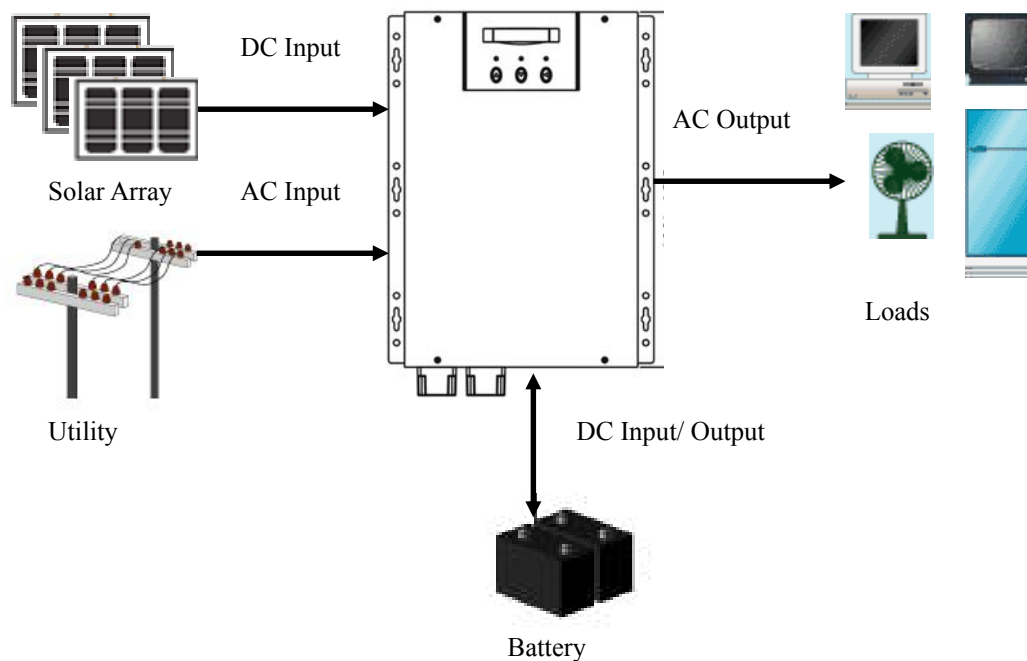 DC Input
AC Output
Solar Array
AC Input
Loads
Utility
DC Input/ Output
Battery